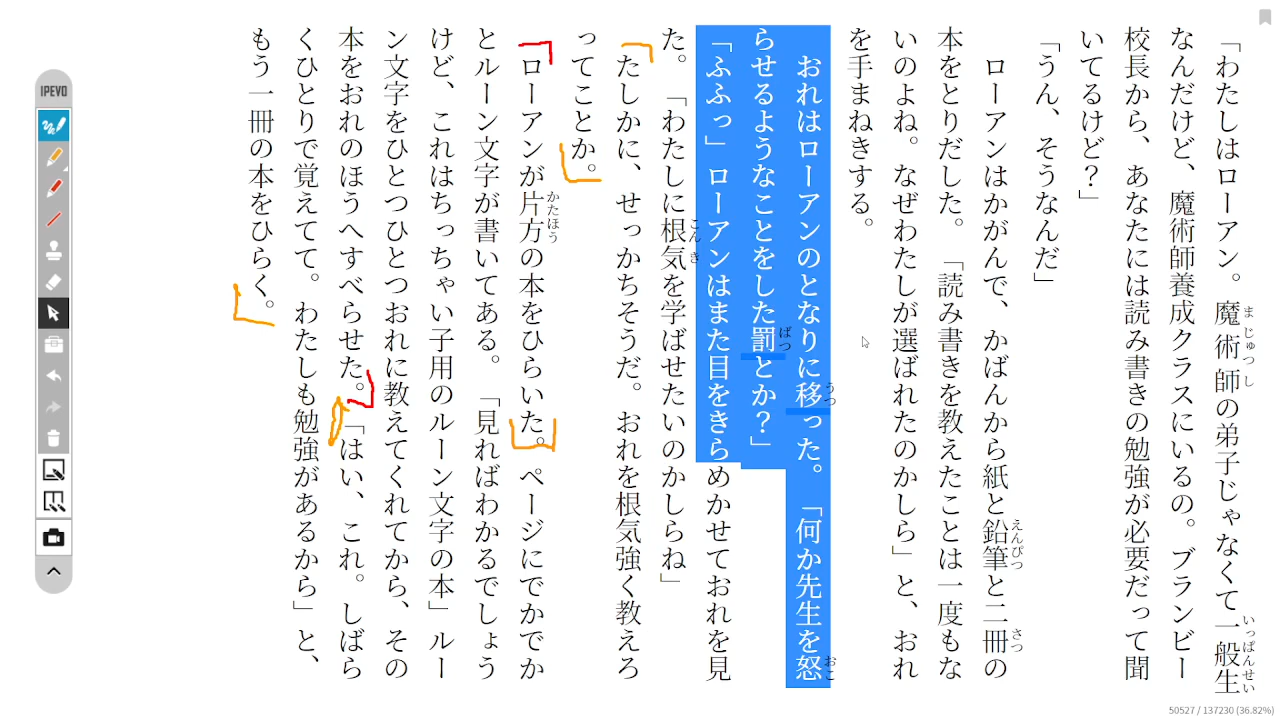 「わたしはローアン。魔術師の弟子じゃなくて一般生
なんだけど、魔術師養成クラスにいるの。ブランビー
校長から、あなたには読み書きの勉強が必要だって聞
いてるけど？」
「うん、そうなんだ」
ローアンはかがんで、かばんから紙と鉛筆と二冊の
本をとりだした。「読み書きを教えたことは一度もな
いのよね。なぜわたしが選ばれたのかしら」と、おれ
を手まねきする。
おれはローアンのとなりに移った。「何か先生を怒
らせるようなことをした罰とか？」
「ふふっ」ローアンはまた目をきらめかせておれを見
た。「わたしに根気を学ばせたいのかしらね」
たしかに、せっかちそうだ。おれを根気強く教えろ
ってことか。
ローアンが片方の本をひらいた。ページにでかでか
とルーン文字が書いてある。「見ればわかるでしょう
けど、これはちっちゃい子用のルーン文字の本」ルー
ン文字をひとつひとつおれに教えてくれてから、その
本をおれのほうへすべらせた。「はい、これ。しばら
くひとりで覚えてて。わたしも勉強があるから」と、
もう一冊の本をひらく。
IPEVO
50527 / 137230 (36.82%)